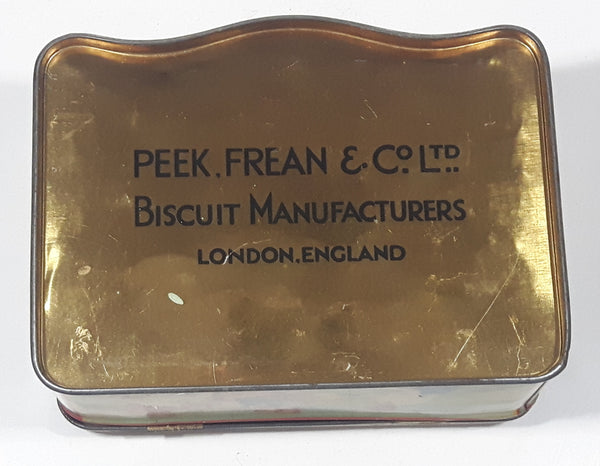 PEEK, FREAN & Co. LTD.
BISCUIT MANUFACTURERS
LONDON, ENGLAND